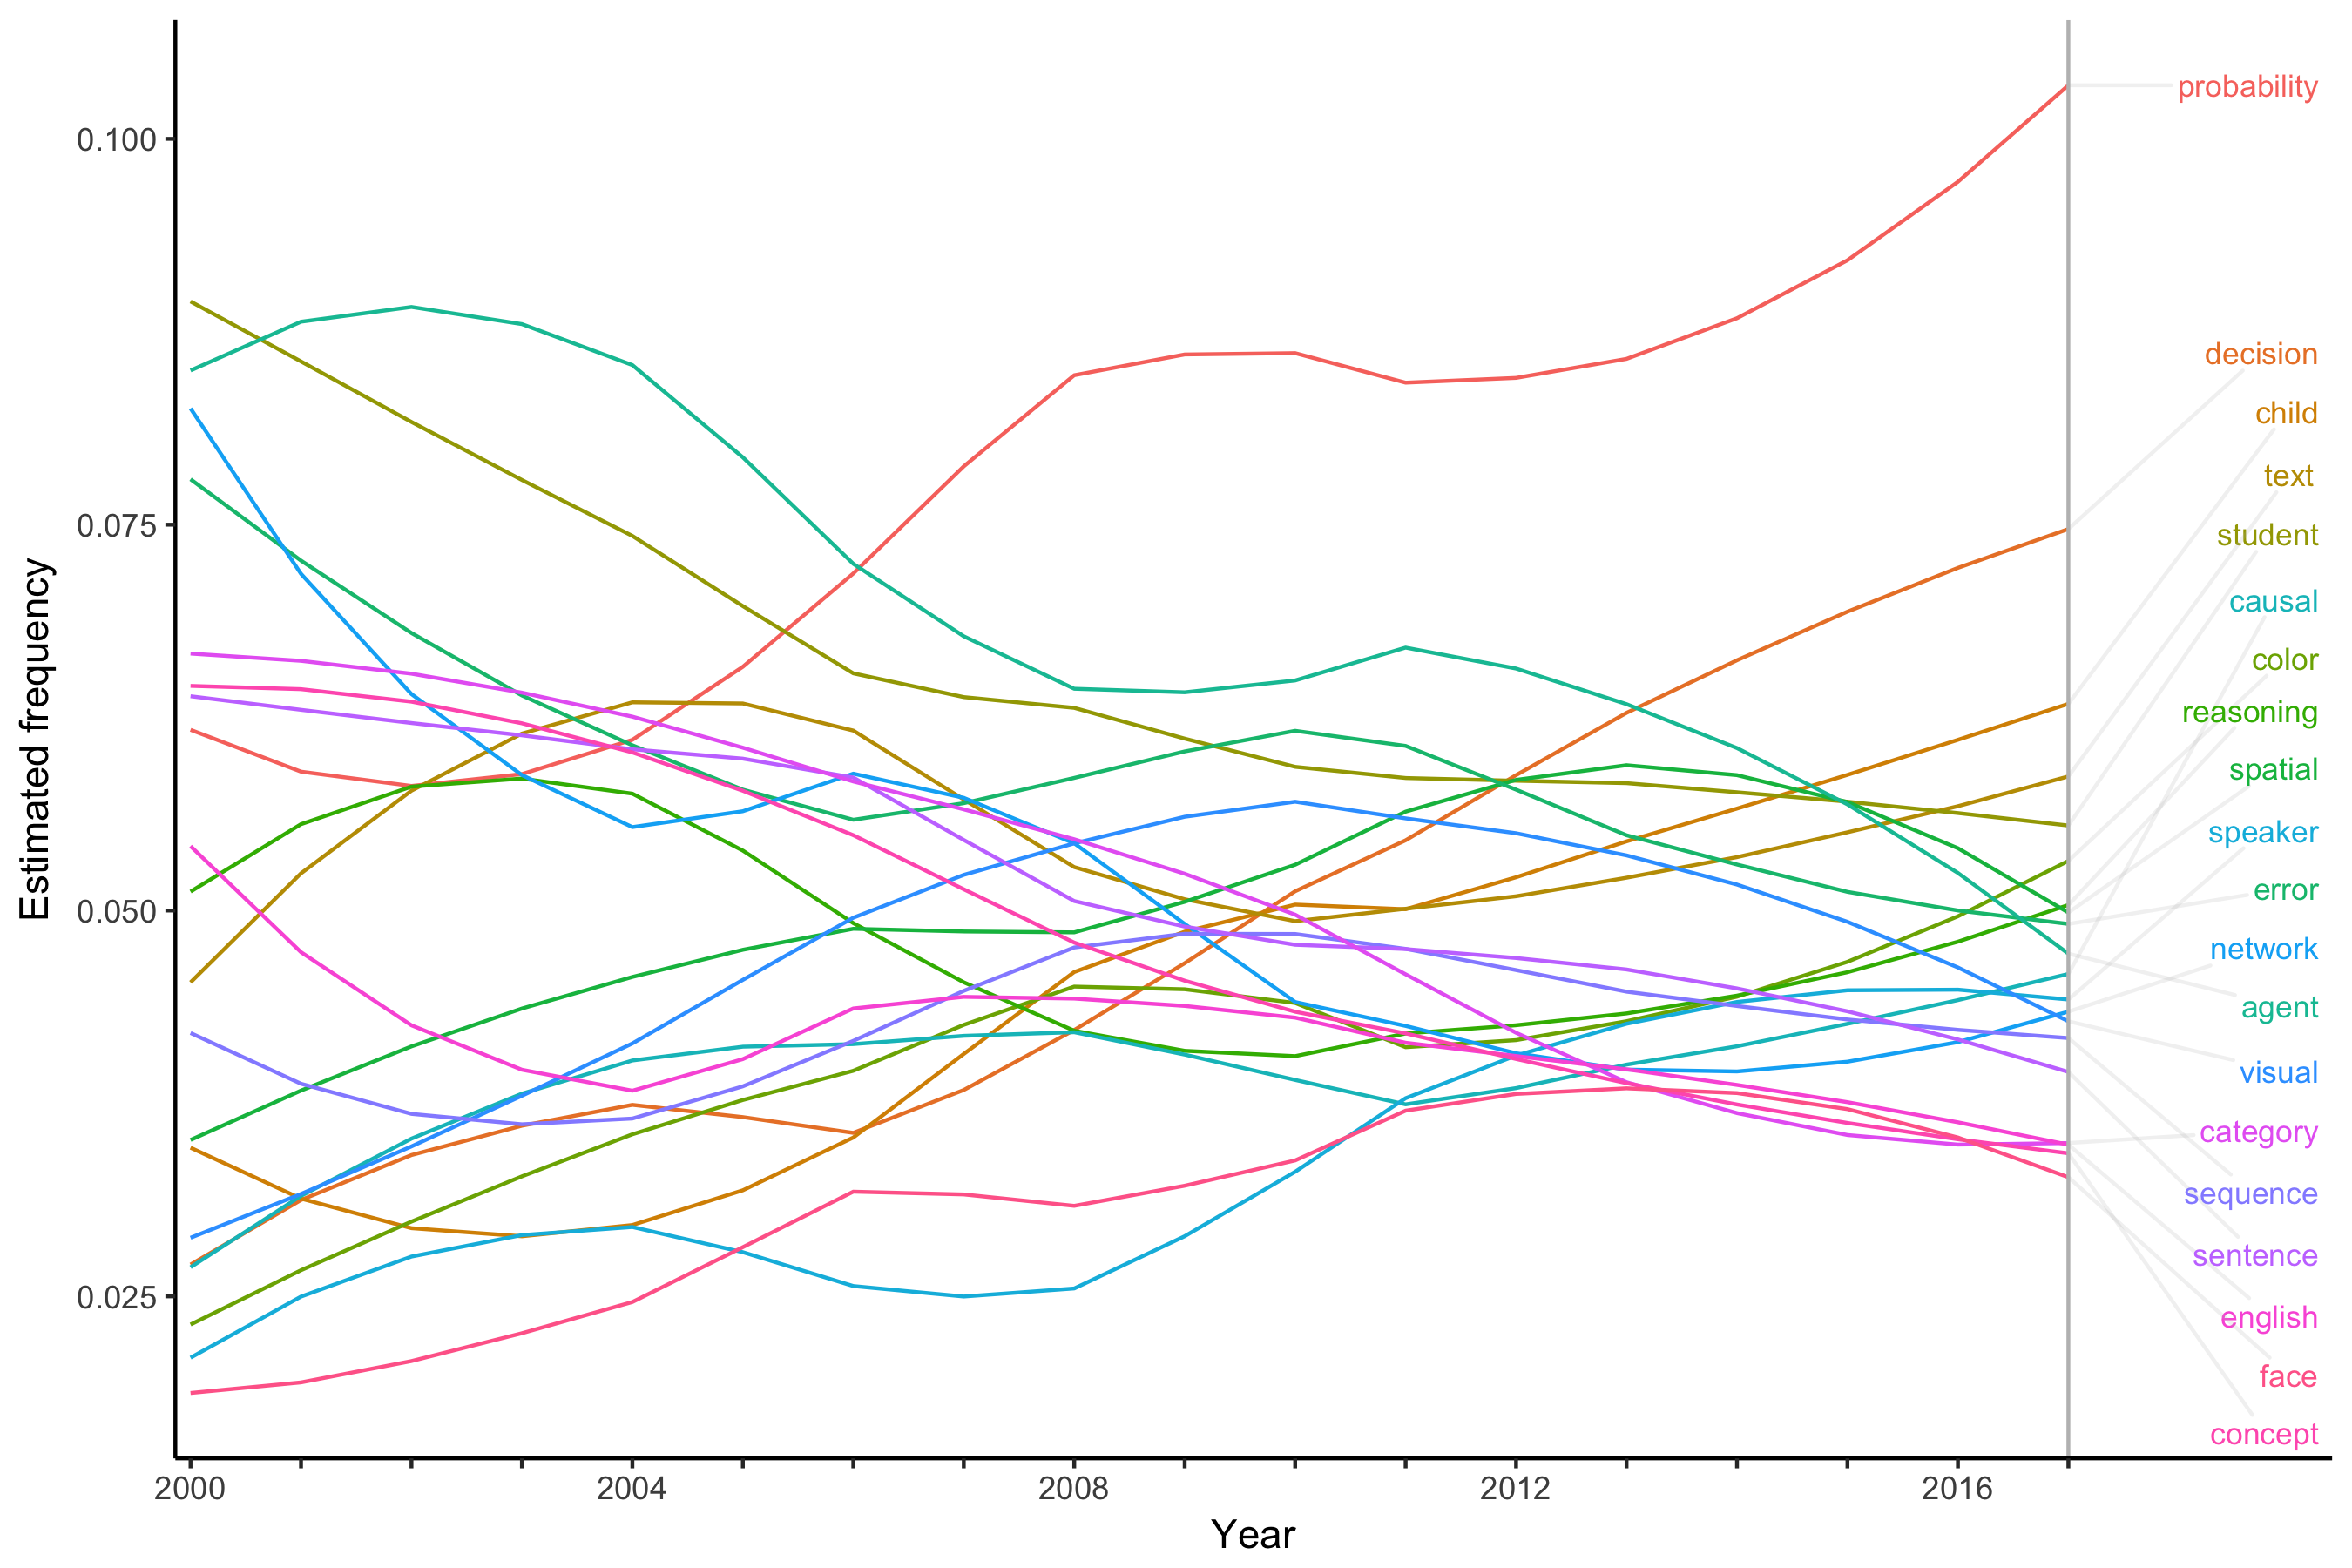 probability
0.100
decision
child
text
0.075
student
causal
color
reasoning
spatial
speaker
error
0.050
network
agent
visual
category
sequence
sentence
0.025
english
face
concept
Estimated frequency
2000
2004
2008
2012
2016
Year